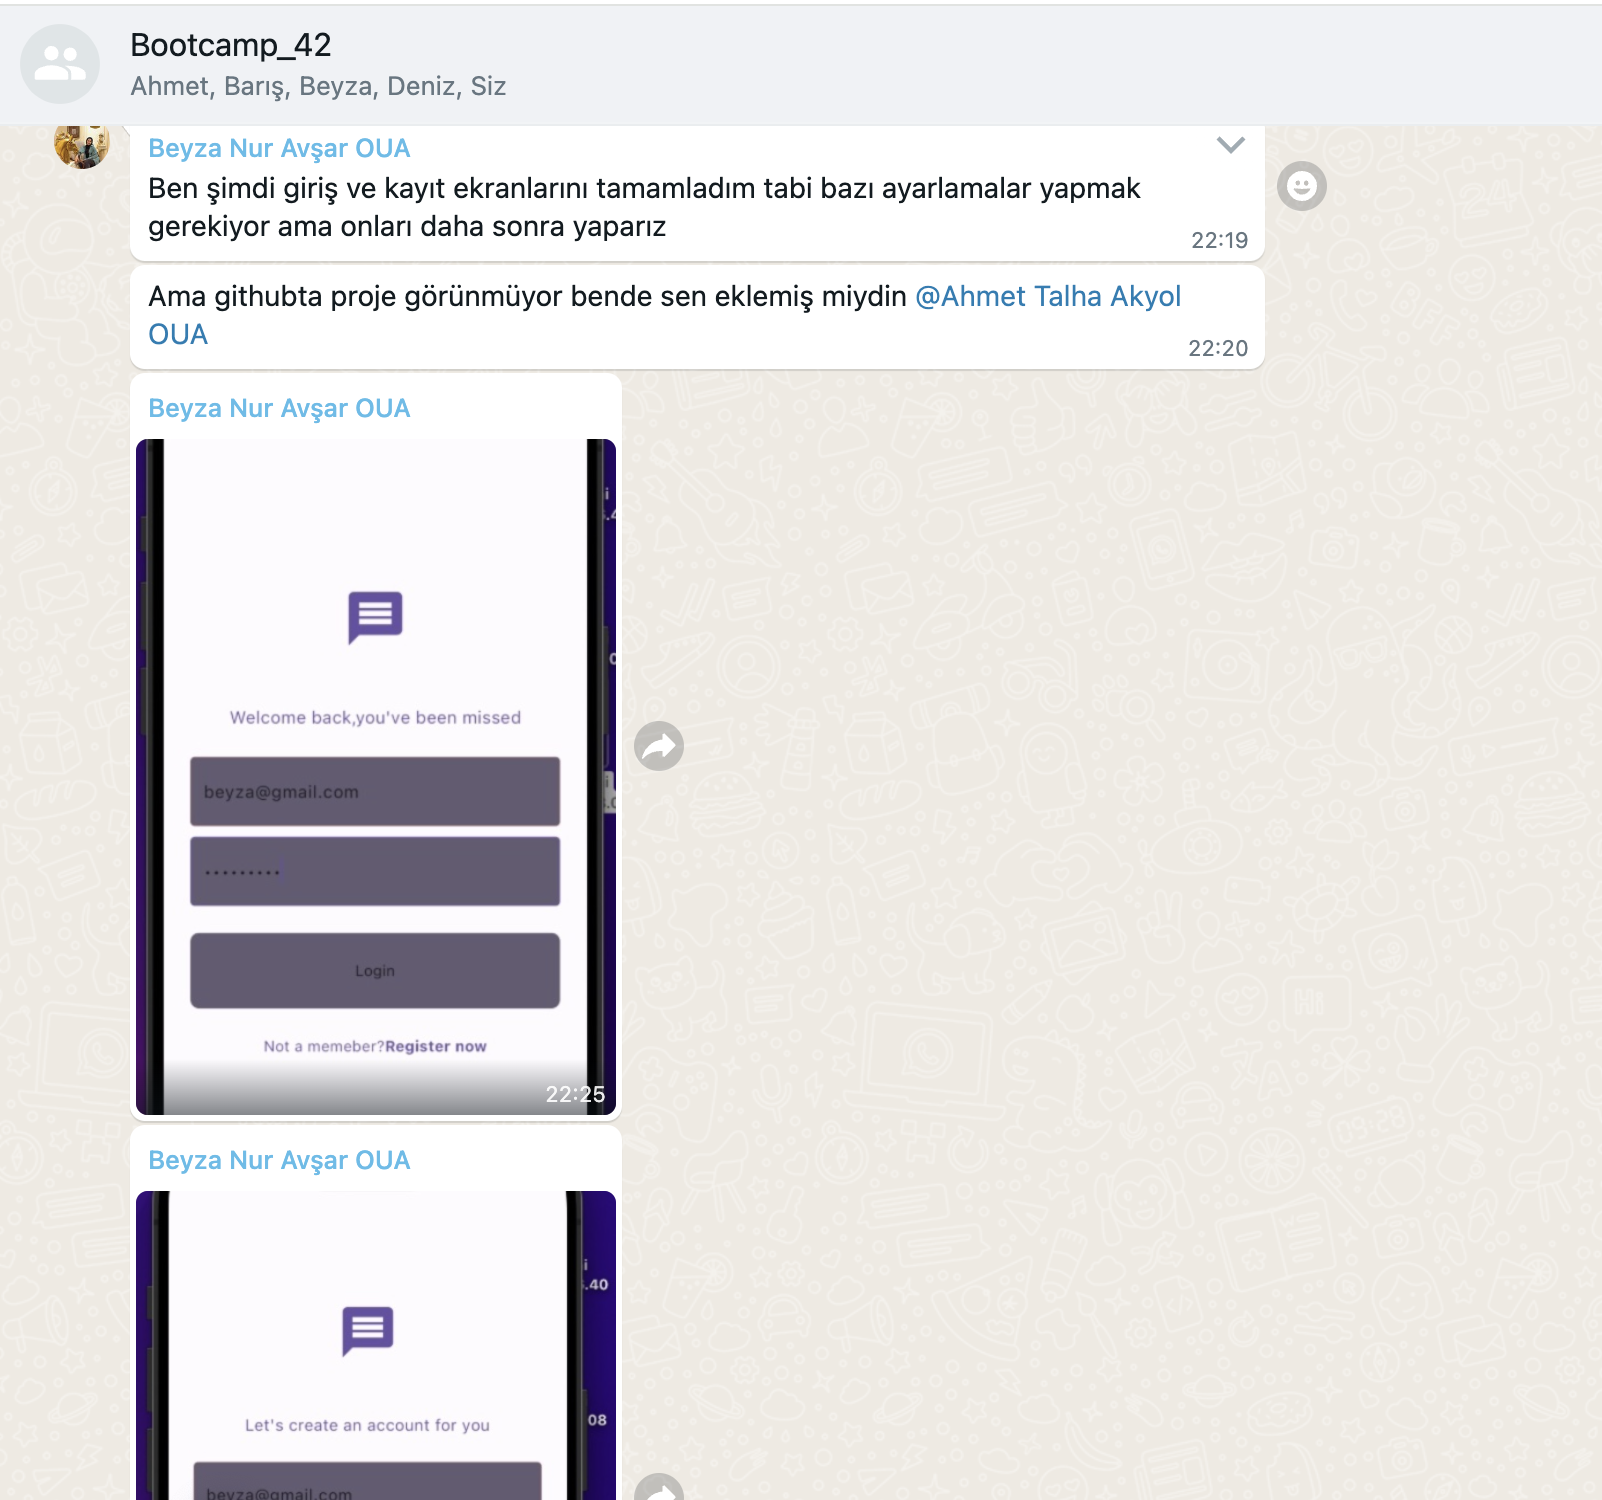 Bootcamp_42
Ahmet, Barış, Beyza, Deniz, Siz
Beyza Nur Avşar OUA
Ben şimdi giriş ve kayıt ekranlarını tamamladım tabi bazı ayarlamalar yapmak
gerekiyor ama onları daha sonra yaparız
22:19
Ama githubta proje görünmüyor bende sen eklemiş miydin @Ahmet Talha Akyol
OUA
22:20
Beyza Nur Avşar OUA
Welcome back,you've been missed
beyza@gmail.com
•••••••••
Login
Not a memeber?Register now
22:25
Beyza Nur Avşar OUA
.40
Let's create an account for you
08
beyza@gmail.com